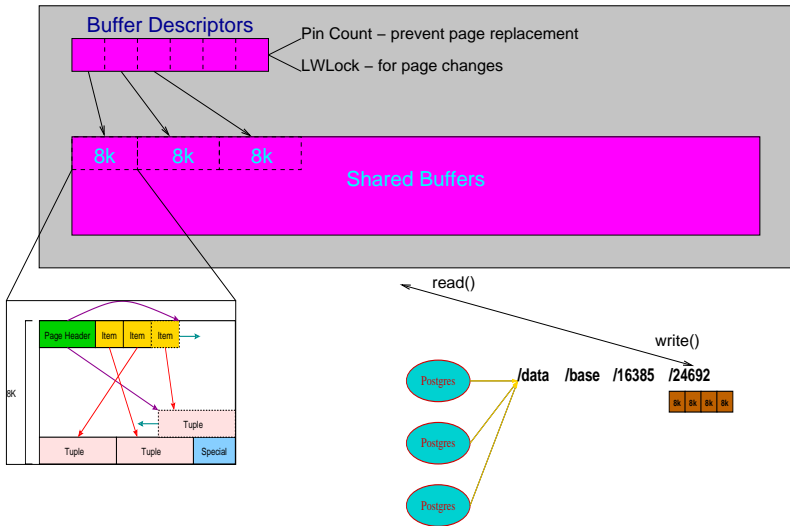 Buffer Descriptors
Pin Count – prevent page replacement
LWLock – for page changes
8k 8k 8k
Shared Buffers
read()
write()
Page Header Item Item Item
8K
Tuple
Tuple Tuple Special
/data /base /16385 /24692
8k 8k 8k 8k
Postgres
Postgres
Postgres